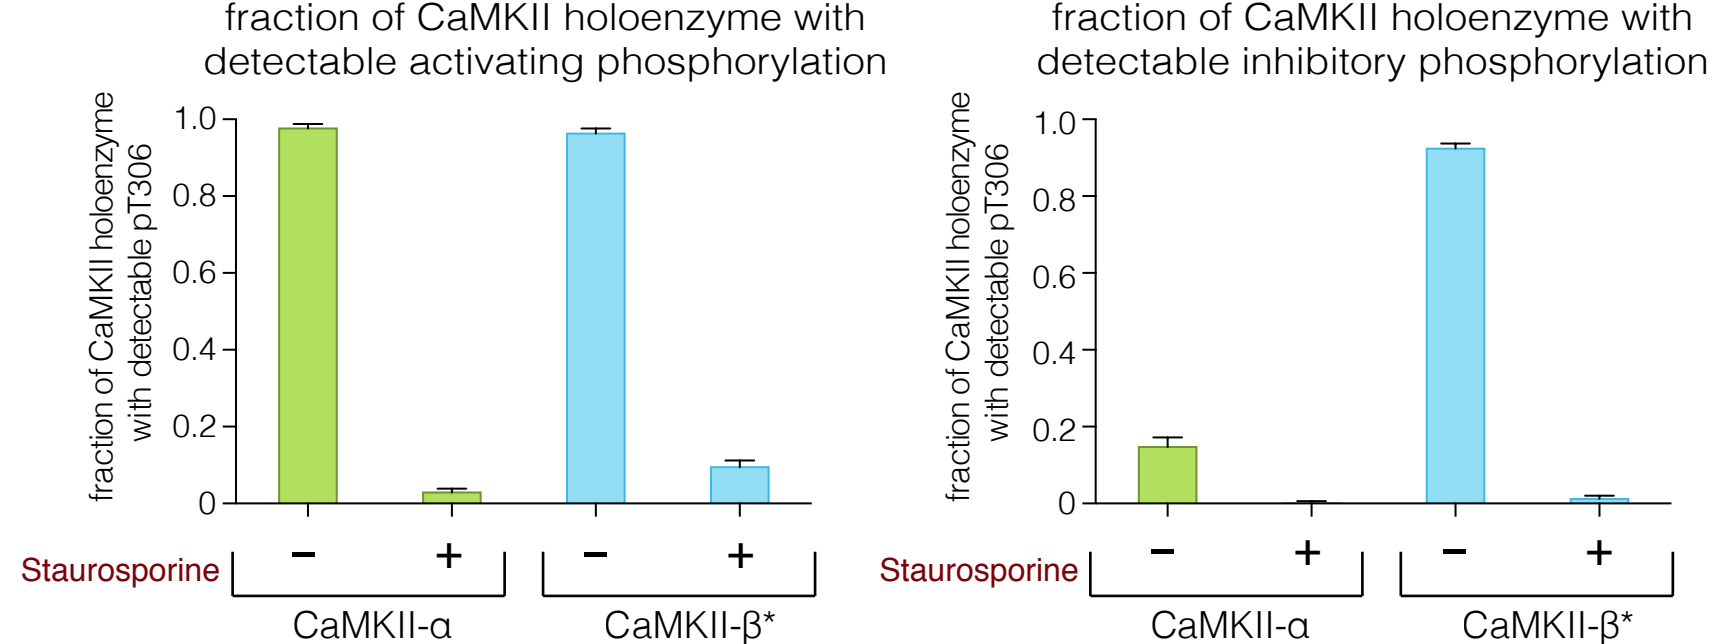 fraction of CaMKII holoenzyme with
detectable activating phosphorylation
fraction of CaMKII holoenzyme
with detectable pT306
1.0
0.8
0.6
0.4
0.2
0
− + − +
Staurosporine
CaMKII-α CaMKII-β*
fraction of CaMKII holoenzyme with
detectable inhibitory phosphorylation
fraction of CaMKII holoenzyme
with detectable pT306
1.0
0.8
0.6
0.4
0.2
0
− + − +
Staurosporine
CaMKII-α CaMKII-β*